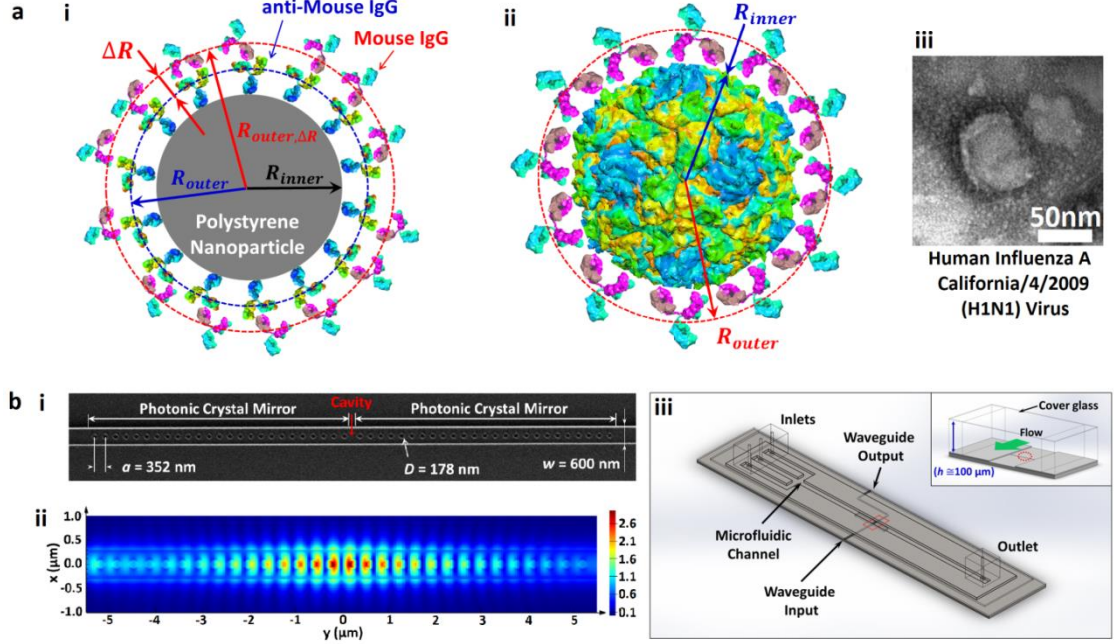 a
i
anti-Mouse IgG
Mouse IgG
ΔR
R_outer,ΔR
R_outer
R_inner
Polystyrene
Nanoparticle
ii
R_inner
R_outer
iii
50nm
Human Influenza A
California/4/2009
(H1N1) Virus
b
i
Photonic Crystal Mirror
Cavity
Photonic Crystal Mirror
a = 352 nm
D = 178 nm
w = 600 nm
ii
x (μm)
1.0
0.5
0.0
-0.5
-1.0
-5 -4 -3 -2 -1 0 1 2 3 4 5
y (μm)
2.6
2.1
1.6
1.1
0.6
0.1
iii
Inlets
Waveguide
Output
Microfluidic
Channel
Waveguide
Input
Outlet
Cover glass
Flow
(h ≅100 μm)